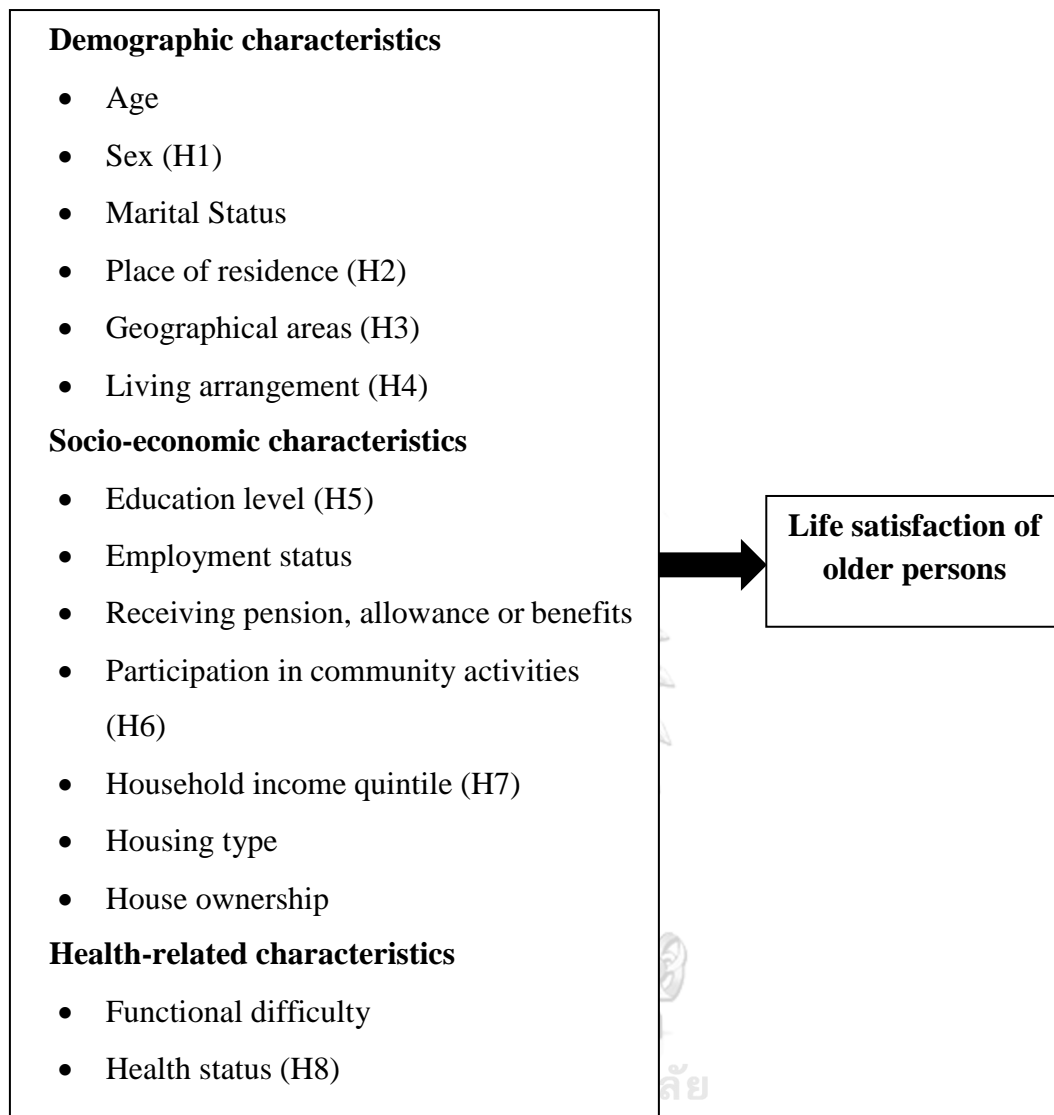 Demographic characteristics
• Age
• Sex (H1)
• Marital Status
• Place of residence (H2)
• Geographical areas (H3)
• Living arrangement (H4)
Socio-economic characteristics
• Education level (H5)
• Employment status
• Receiving pension, allowance or benefits
• Participation in community activities
(H6)
• Household income quintile (H7)
• Housing type
• House ownership
Health-related characteristics
• Functional difficulty
• Health status (H8)
Life satisfaction of
older persons